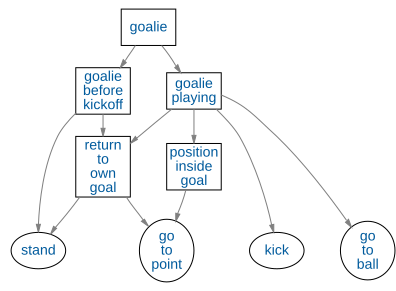 goalie
goalie
before
kickoff
goalie
playing
return
to
own
goal
position
inside
goal
stand
go
to
point
kick
go
to
ball